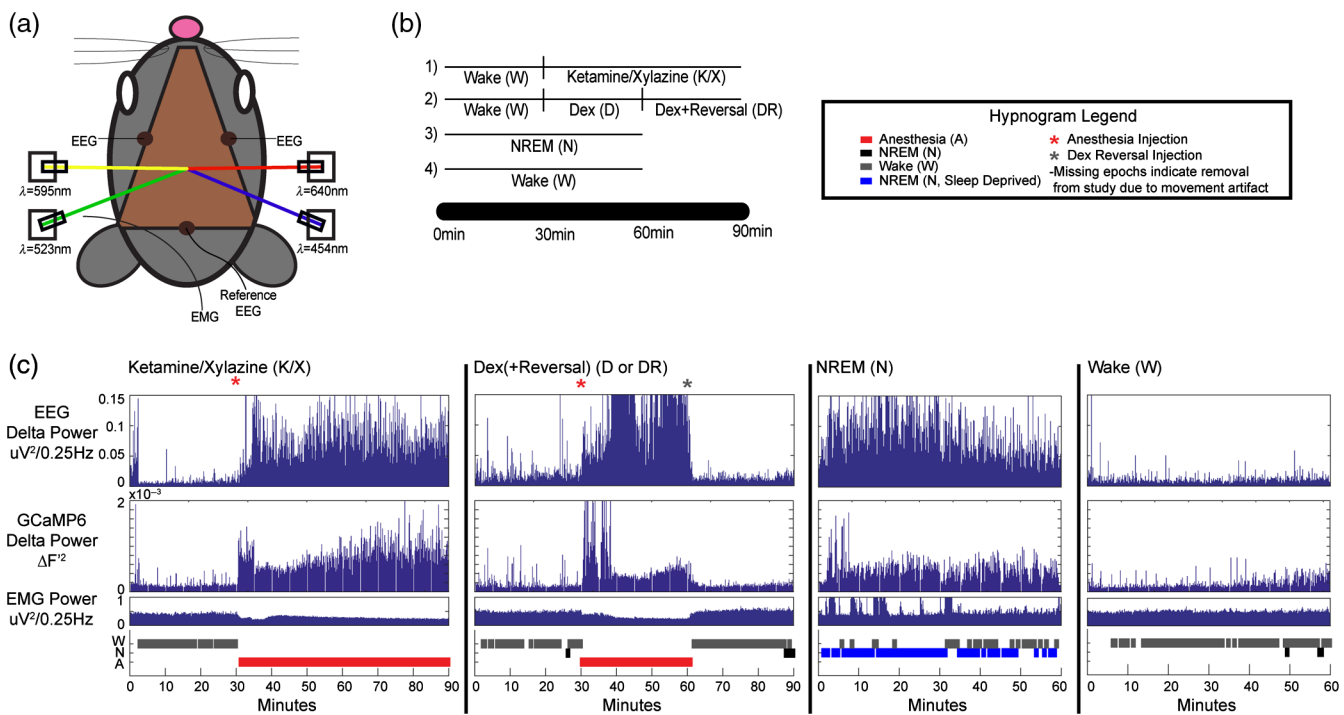 (a)
EEG
EEG
λ=595nm
λ=640nm
λ=523nm
λ=454nm
Reference
EEG
EMG
(b)
1)
Wake (W)
Ketamine/Xylazine (K/X)
2)
Wake (W)
Dex (D)
Dex+Reversal (DR)
3)
NREM (N)
4)
Wake (W)
0min
30min
60min
90min
Hypnogram Legend
Anesthesia (A)
NREM (N)
Wake (W)
NREM (N, Sleep Deprived)
* Anesthesia Injection
* Dex Reversal Injection
-Missing epochs indicate removal
from study due to movement artifact
(c)
Ketamine/Xylazine (K/X)
Dex(+Reversal) (D or DR)
NREM (N)
Wake (W)
*
*
*
EEG
Delta Power
uV²/0.25Hz
0.15
0.1
0.05
0
x10⁻³
GCaMP6
Delta Power
ΔF'²
2
0
EMG Power
uV²/0.25Hz
1
0
W
N
A
0 10 20 30 40 50 60 70 80 90
Minutes
0 10 20 30 40 50 60 70 80 90
Minutes
0 10 20 30 40 50 60
Minutes
0 10 20 30 40 50 60
Minutes